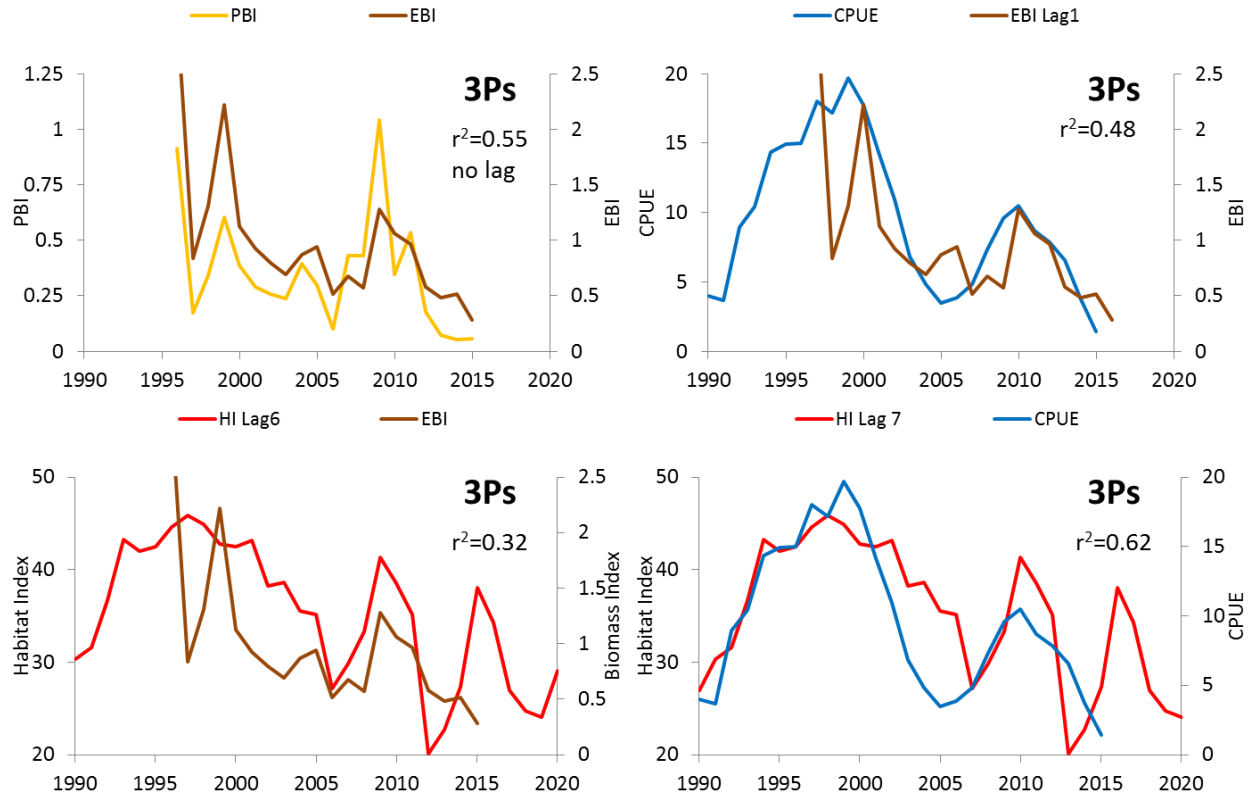 PBI EBI
CPUE EBI Lag1
1.25
1
0.75
0.5
0.25
0
PBI
2.5
2
1.5
1
0.5
0
EBI
3Ps
r²=0.55
no lag
1990 1995 2000 2005 2010 2015 2020
20
15
10
5
0
CPUE
2.5
2
1.5
1
0.5
0
EBI
3Ps
r²=0.48
1990 1995 2000 2005 2010 2015 2020
HI Lag6 EBI
HI Lag 7 CPUE
50
40
30
20
Habitat Index
2.5
2
1.5
1
0.5
0
Biomass Index
3Ps
r²=0.32
1990 1995 2000 2005 2010 2015 2020
50
40
30
20
Habitat Index
20
15
10
5
0
CPUE
3Ps
r²=0.62
1990 1995 2000 2005 2010 2015 2020